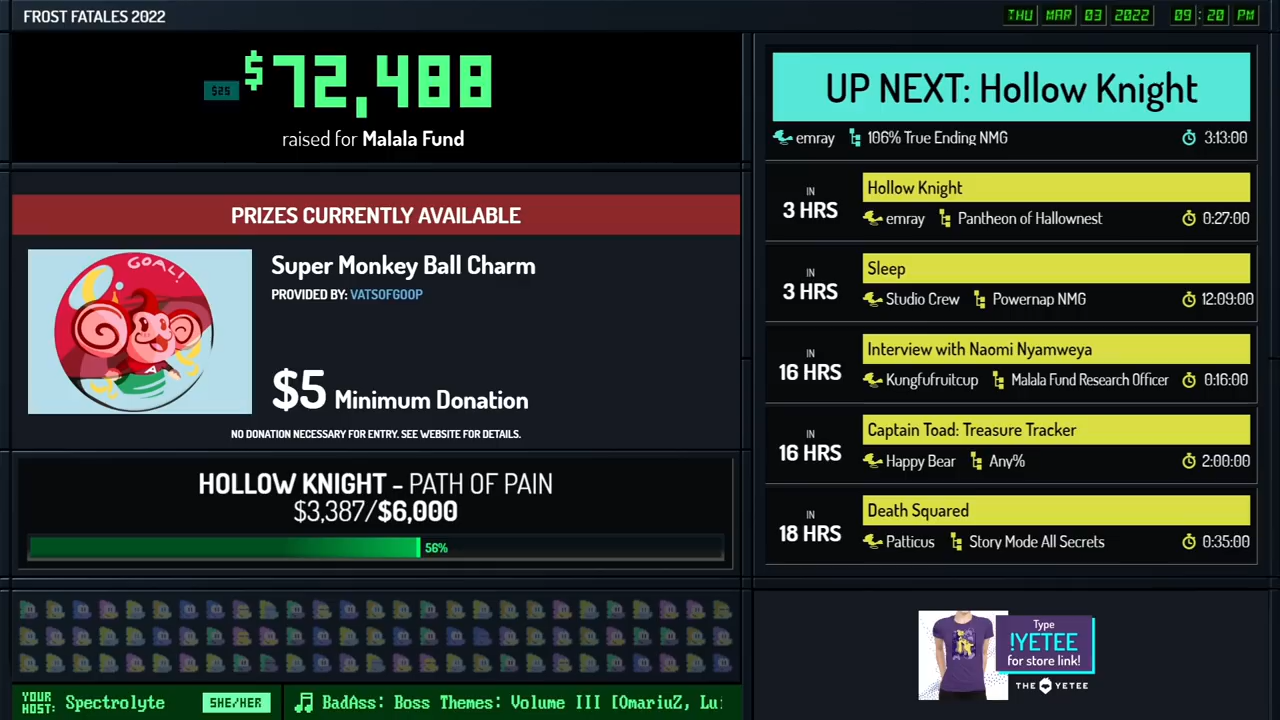 FROST FATALES 2022
THU MAR 03 2022 09:20 PM
$25
$72,488
raised for Malala Fund
PRIZES CURRENTLY AVAILABLE
GOAL!
Super Monkey Ball Charm
PROVIDED BY: VATSOFGOOP
$5 Minimum Donation
NO DONATION NECESSARY FOR ENTRY. SEE WEBSITE FOR DETAILS.
HOLLOW KNIGHT - PATH OF PAIN
$3,387/$6,000
56%
YOUR HOST: Spectrolyte
SHE/HER
BadAss: Boss Themes: Volume III [OmariuZ, Lui
UP NEXT: Hollow Knight
emray 106% True Ending NMG 3:13:00
IN 3 HRS
Hollow Knight
emray Pantheon of Hallownest 0:27:00
IN 3 HRS
Sleep
Studio Crew Powernap NMG 12:09:00
IN 16 HRS
Interview with Naomi Nyamweya
Kungfufruitcup Malala Fund Research Officer 0:16:00
IN 16 HRS
Captain Toad: Treasure Tracker
Happy Bear Any% 2:00:00
IN 18 HRS
Death Squared
Patticus Story Mode All Secrets 0:35:00
Type
!YETEE
for store link!
THE YETEE